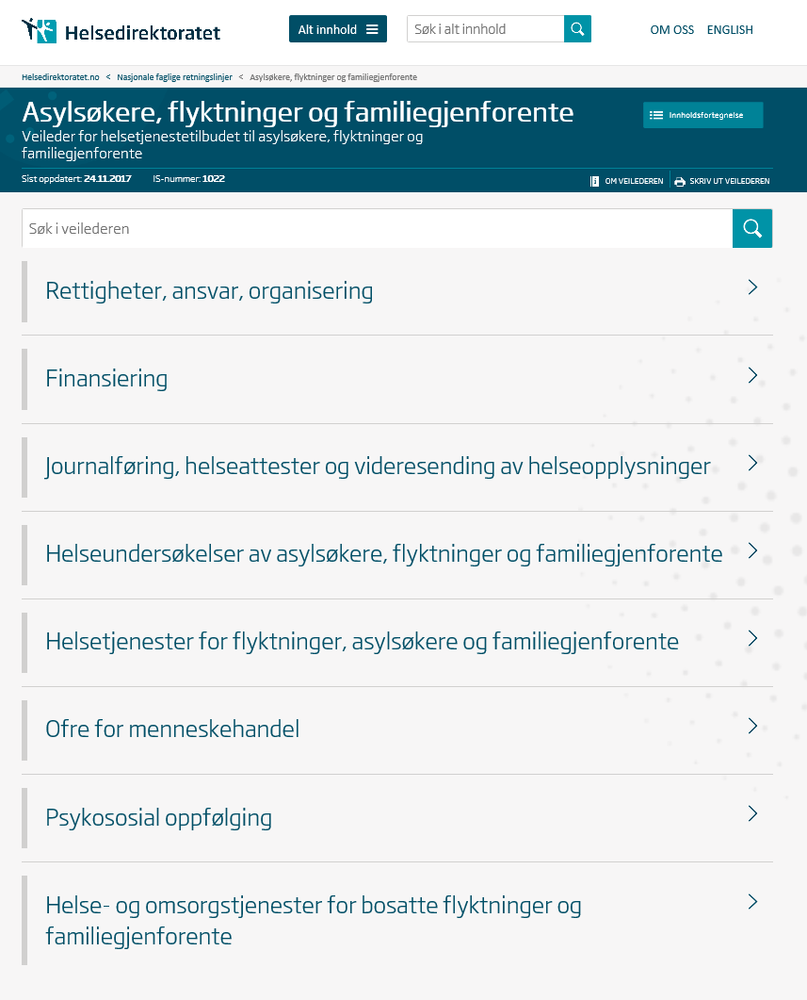 Helsedirektoratet
Alt innhold
Søk i alt innhold
OM OSS ENGLISH
Helsedirektoratet.no < Nasjonale faglige retningslinjer < Asylsøkere, flyktninger og familiegjenforente
Asylsøkere, flyktninger og familiegjenforente
Innholdsfortegnelse
Veileder for helsetjenestetilbudet til asylsøkere, flyktninger og
familiegjenforente
Sist oppdatert: 24.11.2017 IS-nummer: 1022
OM VEILEDEREN SKRIV UT VEILEDEREN
Søk i veilederen
Rettigheter, ansvar, organisering
Finansiering
Journalføring, helseattester og videresending av helseopplysninger
Helseundersøkelser av asylsøkere, flyktninger og familiegjenforente
Helsetjenester for flyktninger, asylsøkere og familiegjenforente
Ofre for menneskehandel
Psykososial oppfølging
Helse- og omsorgstjenester for bosatte flyktninger og
familiegjenforente